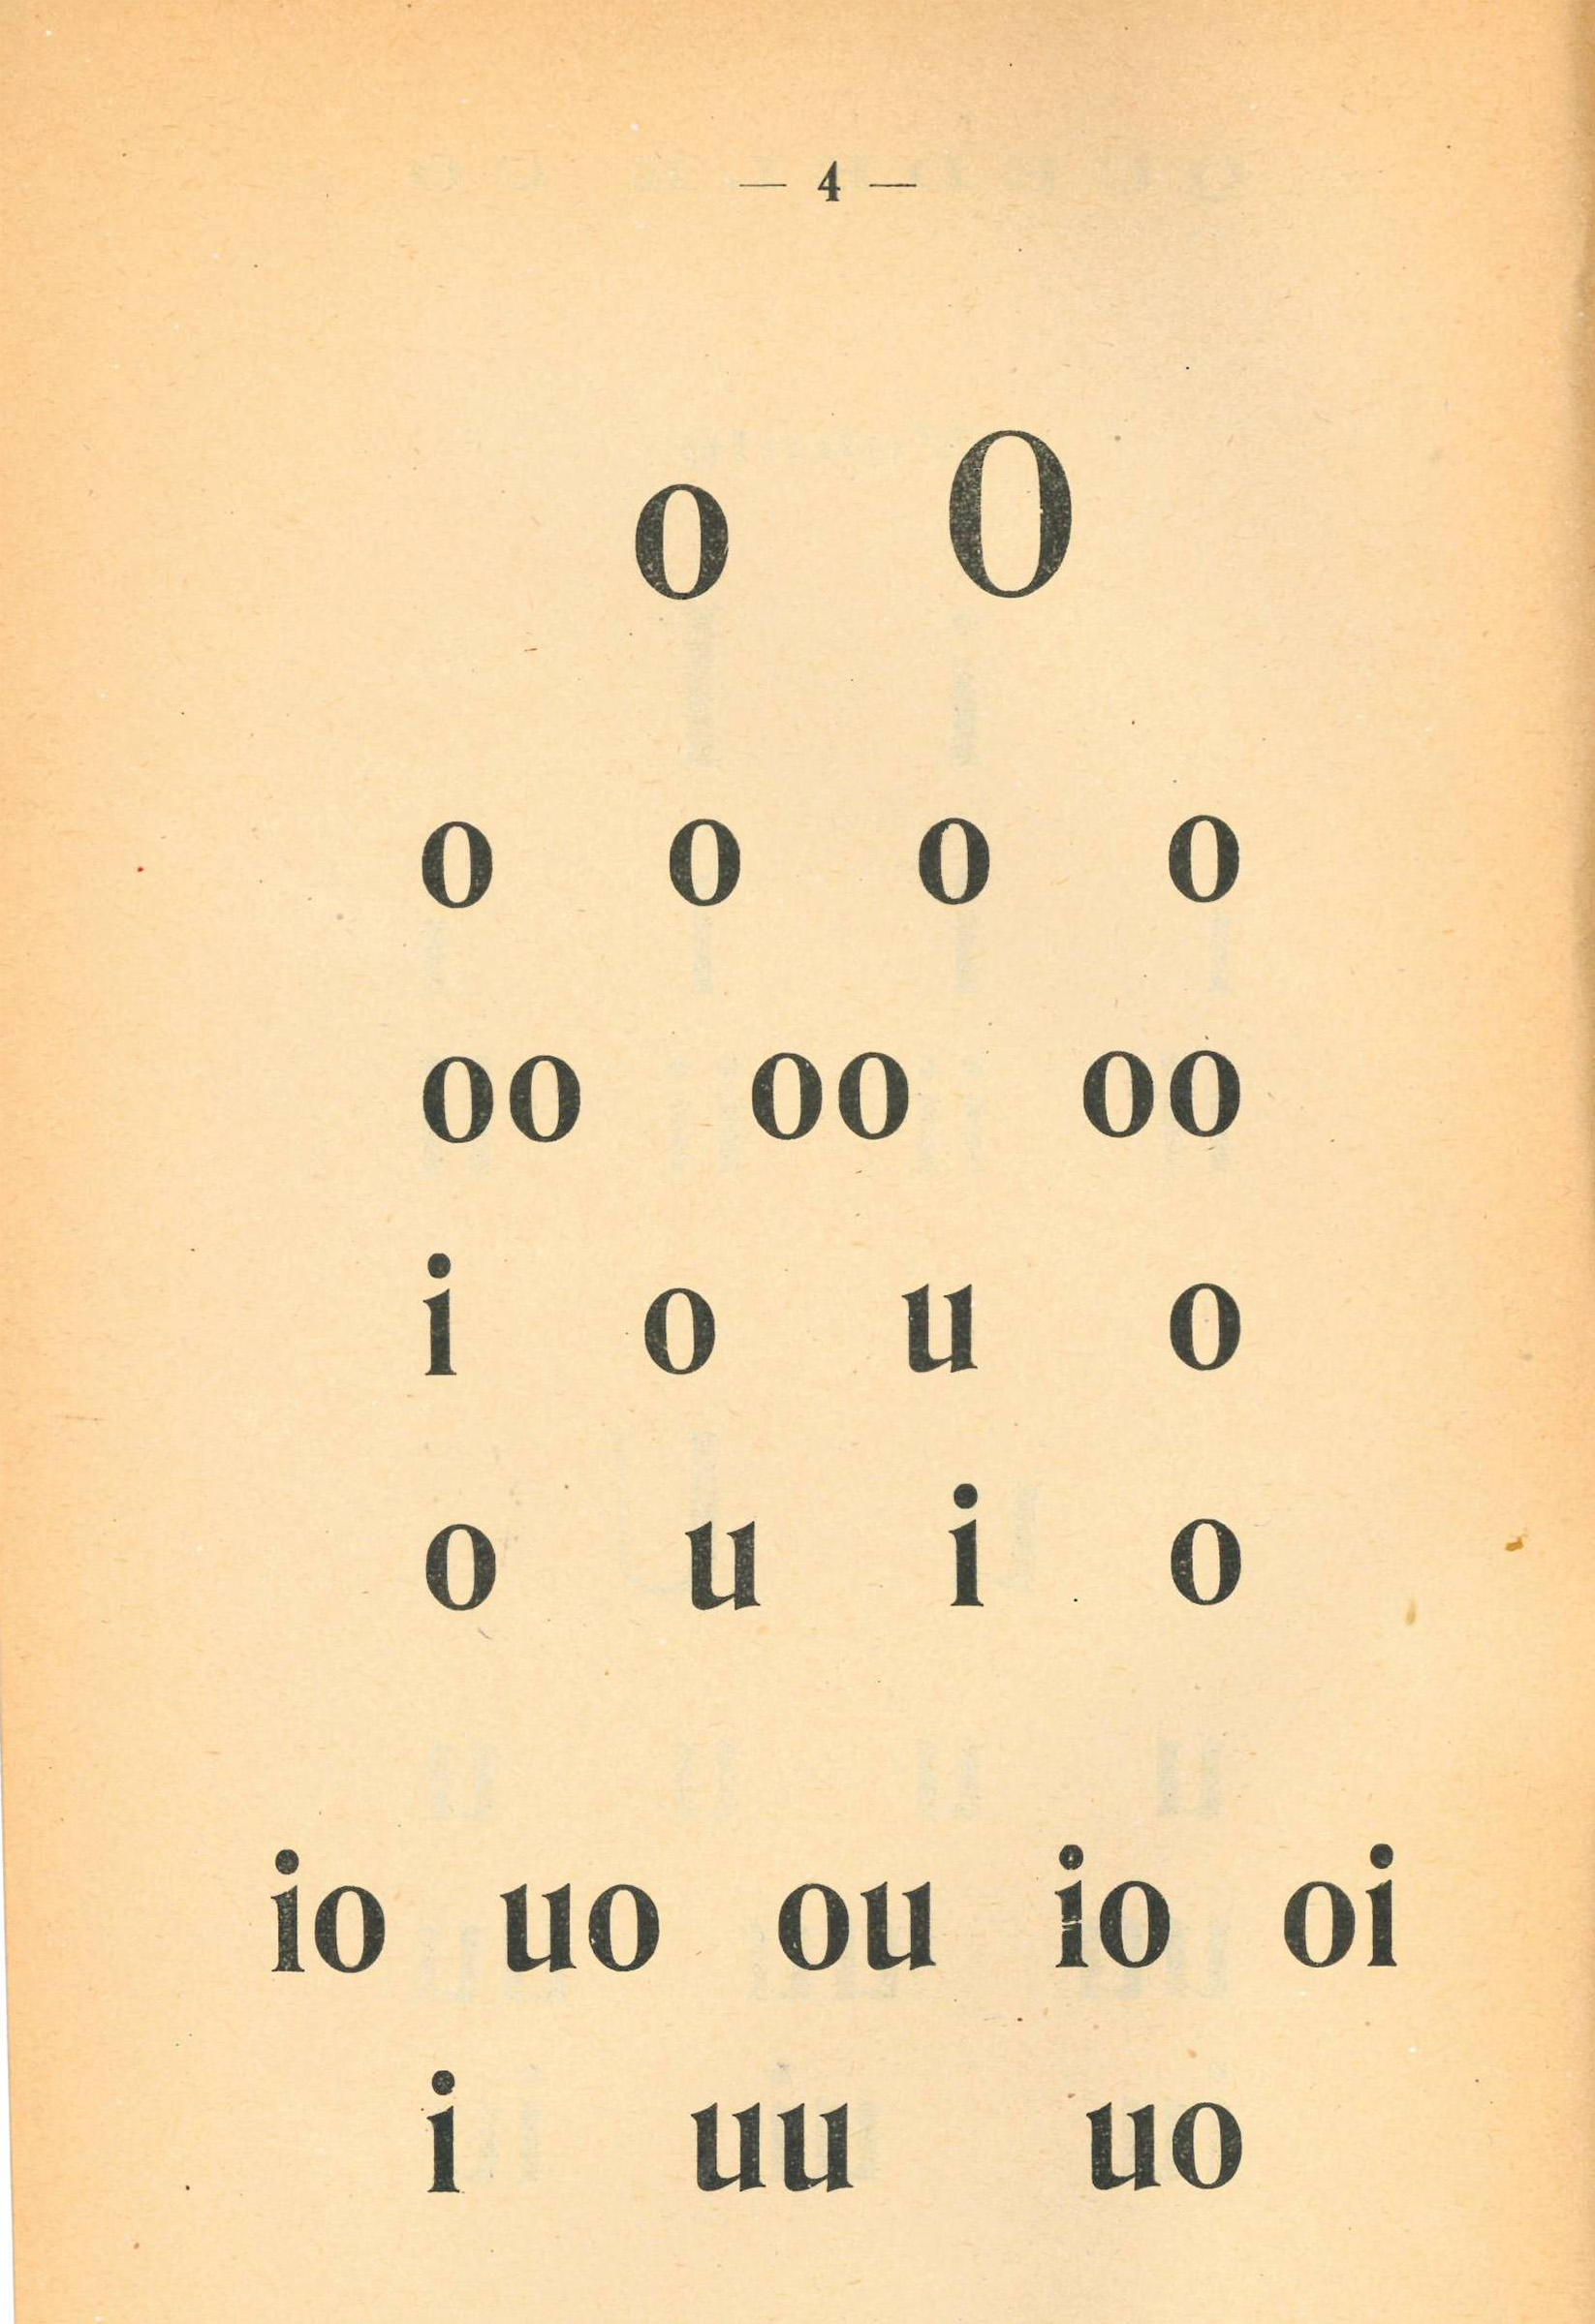 — 4 —
o O
o o o o
oo oo oo
i o u o
o u i o
io uo ou io oi
i uu uo